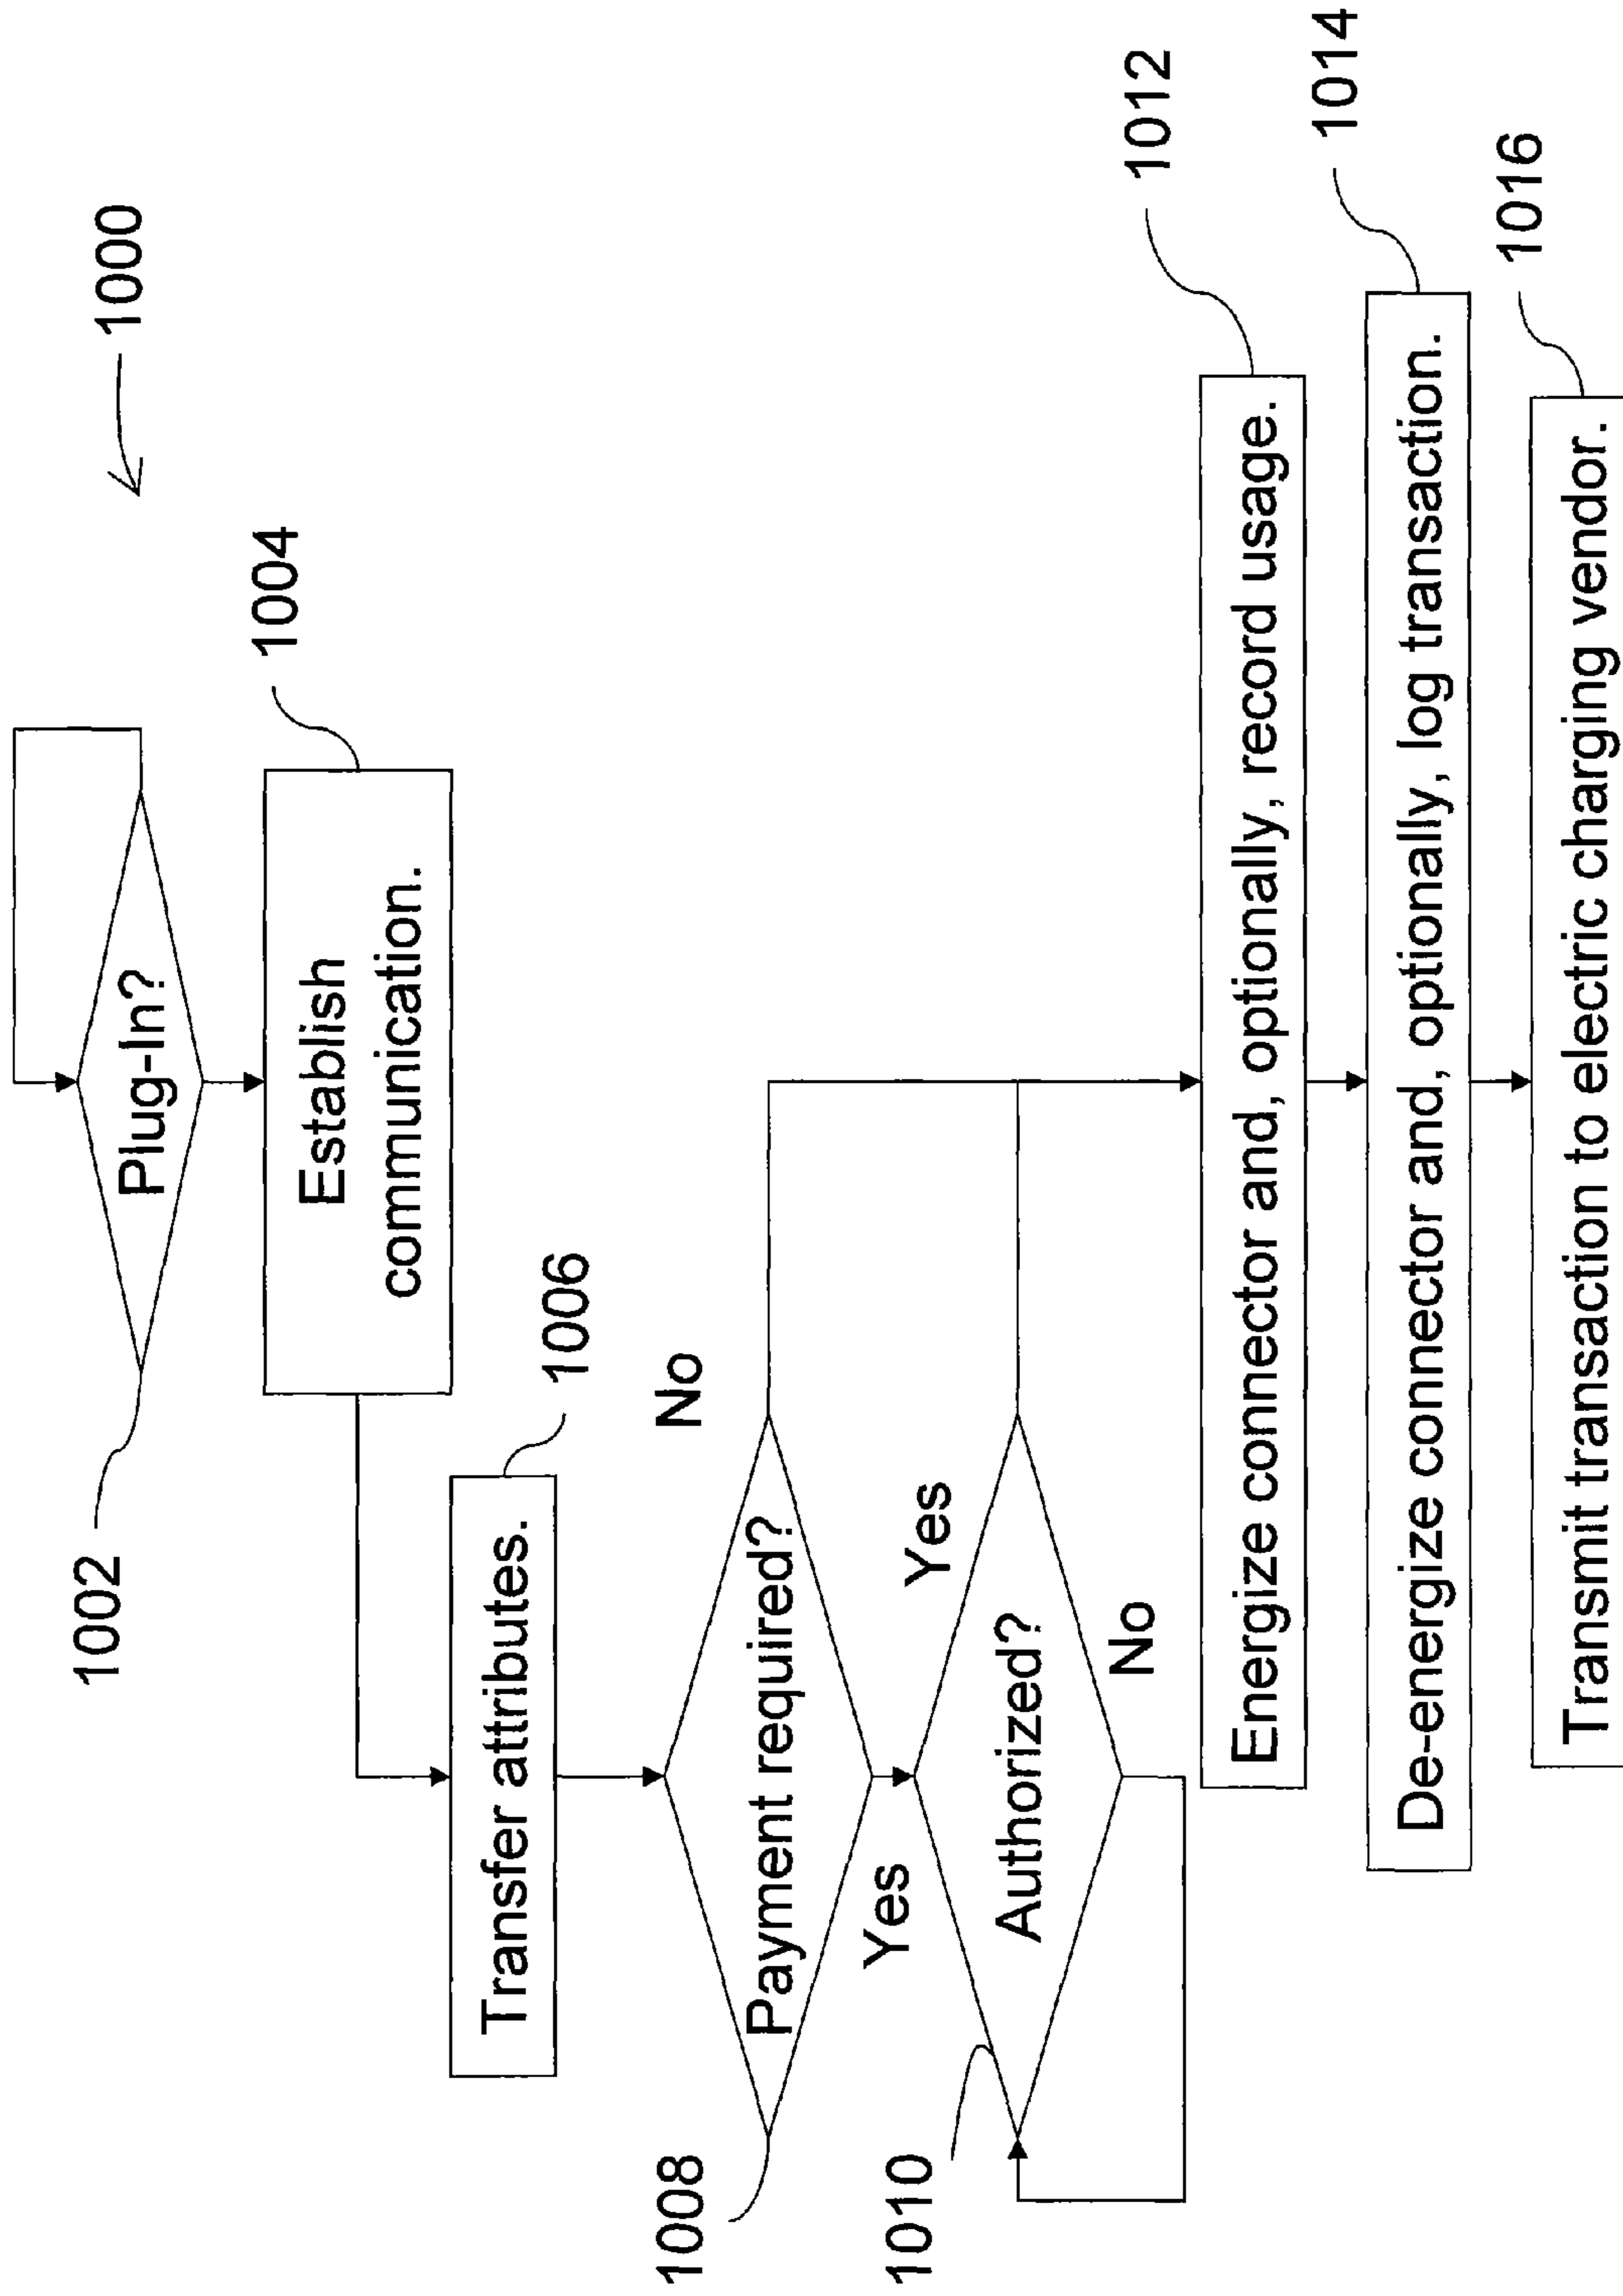 1000
Plug-In?
1002
Establish
communication.
1004
Transfer attributes.
1006
Payment required?
1008
No
Yes
Authorized?
1010
Yes
No
Energize connector and, optionally, record usage.
1012
De-energize connector and, optionally, log transaction.
1014
Transmit transaction to electric charging vendor.
1016